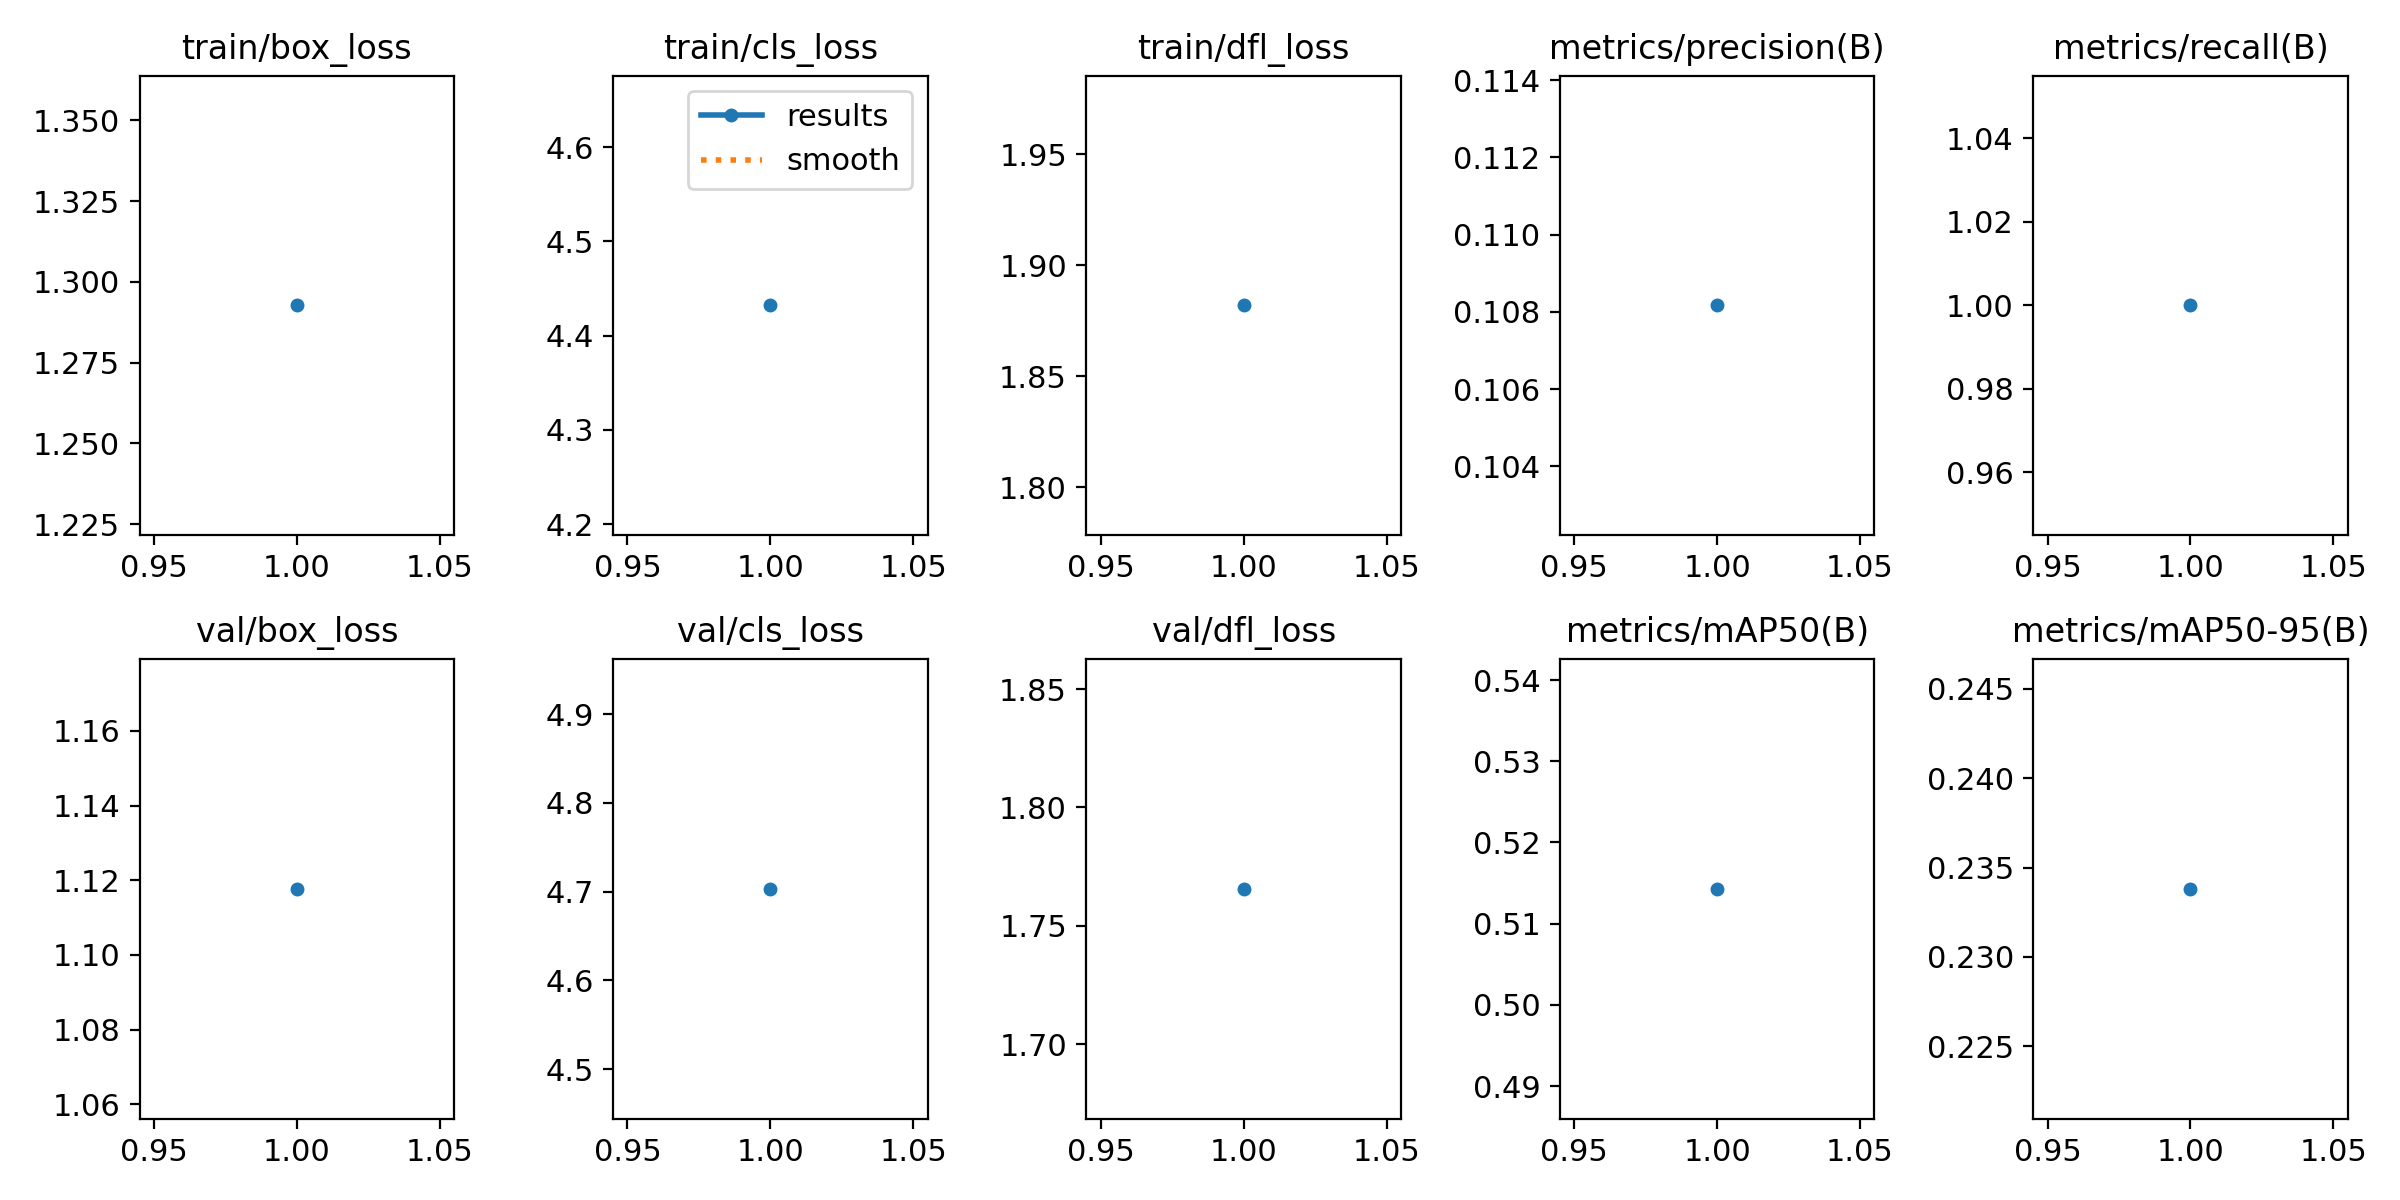 train/box_loss
1.350
1.325
1.300
1.275
1.250
1.225
0.95 1.00 1.05
train/cls_loss
results
smooth
4.6
4.5
4.4
4.3
4.2
0.95 1.00 1.05
train/dfl_loss
1.95
1.90
1.85
1.80
0.95 1.00 1.05
metrics/precision(B)
0.114
0.112
0.110
0.108
0.106
0.104
0.95 1.00 1.05
metrics/recall(B)
1.04
1.02
1.00
0.98
0.96
0.95 1.00 1.05
val/box_loss
1.16
1.14
1.12
1.10
1.08
1.06
0.95 1.00 1.05
val/cls_loss
4.9
4.8
4.7
4.6
4.5
0.95 1.00 1.05
val/dfl_loss
1.85
1.80
1.75
1.70
0.95 1.00 1.05
metrics/mAP50(B)
0.54
0.53
0.52
0.51
0.50
0.49
0.95 1.00 1.05
metrics/mAP50-95(B)
0.245
0.240
0.235
0.230
0.225
0.95 1.00 1.05